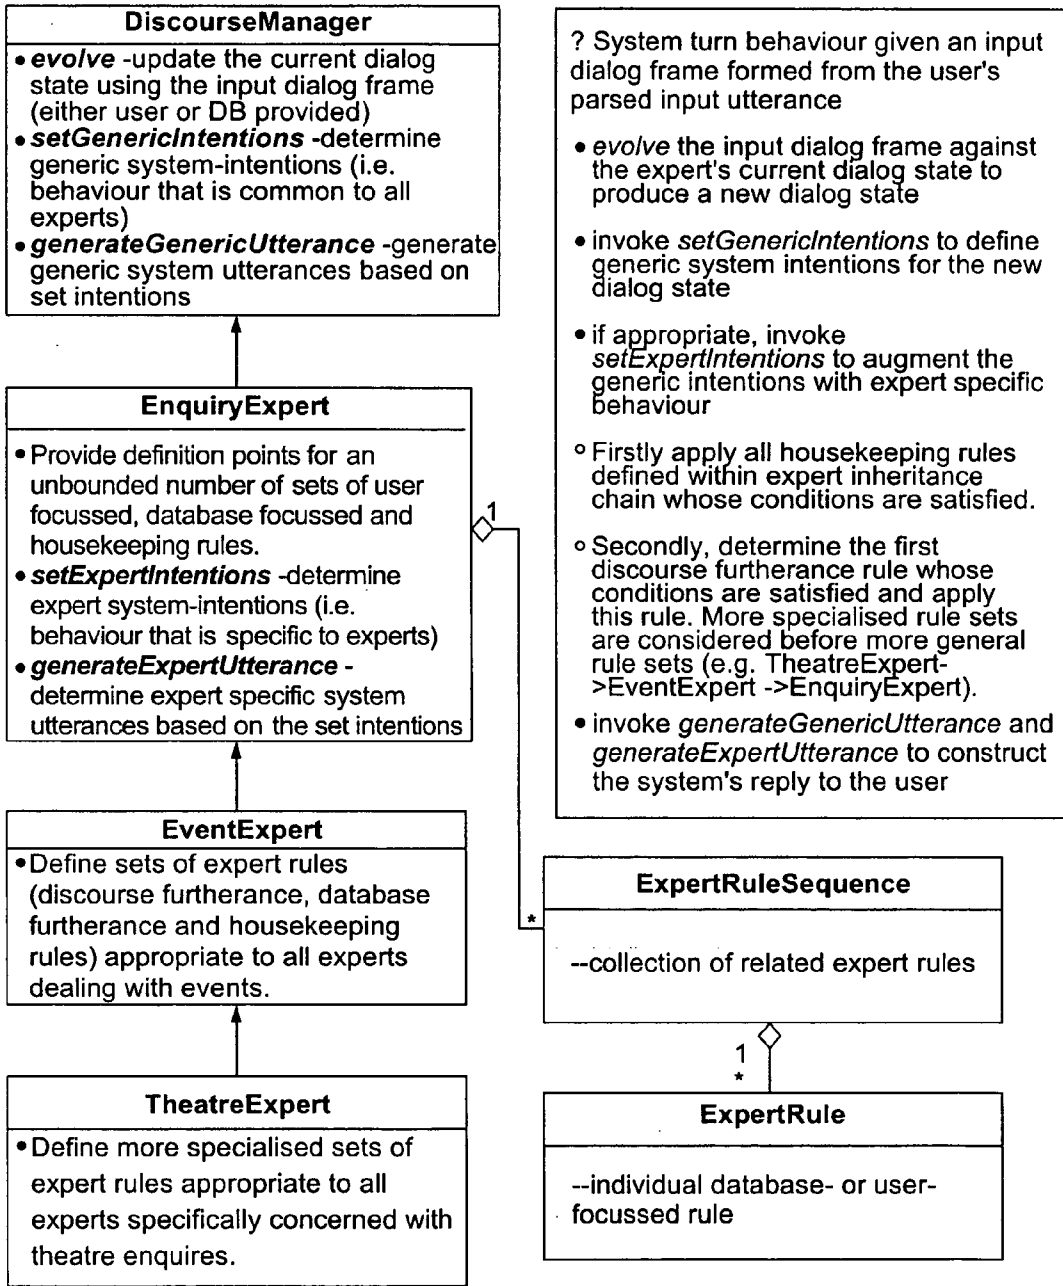 DiscourseManager
• evolve -update the current dialog
state using the input dialog frame
(either user or DB provided)
• setGenericIntentions -determine
generic system-intentions (i.e.
behaviour that is common to all
experts)
• generateGenericUtterance -generate
generic system utterances based on
set intentions
EnquiryExpert
• Provide definition points for an
unbounded number of sets of user
focussed, database focussed and
housekeeping rules.
• setExpertIntentions -determine
expert system-intentions (i.e.
behaviour that is specific to experts)
• generateExpertUtterance -
determine expert specific system
utterances based on the set intentions
EventExpert
• Define sets of expert rules
(discourse furtherance, database
furtherance and housekeeping
rules) appropriate to all experts
dealing with events.
TheatreExpert
• Define more specialised sets of
expert rules appropriate to all
experts specifically concerned with
theatre enquires.
? System turn behaviour given an input
dialog frame formed from the user's
parsed input utterance
• evolve the input dialog frame against
the expert's current dialog state to
produce a new dialog state
• invoke setGenericIntentions to define
generic system intentions for the new
dialog state
• if appropriate, invoke
setExpertIntentions to augment the
generic intentions with expert specific
behaviour
o Firstly apply all housekeeping rules
defined within expert inheritance
chain whose conditions are satisfied.
o Secondly, determine the first
discourse furtherance rule whose
conditions are satisfied and apply
this rule. More specialised rule sets
are considered before more general
rule sets (e.g. TheatreExpert-
>EventExpert ->EnquiryExpert).
• invoke generateGenericUtterance and
generateExpertUtterance to construct
the system's reply to the user
1
*
ExpertRuleSequence
--collection of related expert rules
1
*
ExpertRule
--individual database- or user-
focussed rule